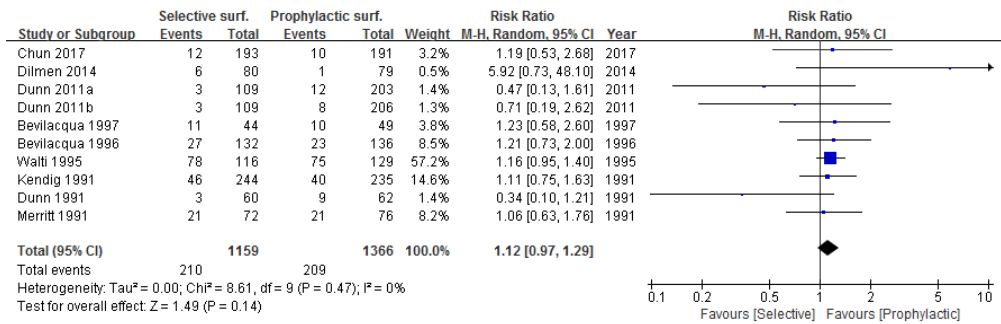 Selective surf. Prophylactic surf. Risk Ratio Risk Ratio
Study or Subgroup Events Total Events Total Weight M-H, Random, 95% CI Year M-H, Random, 95% CI
Chun 2017 12 193 10 191 3.2% 1.19 [0.53, 2.68] 2017
Dilmen 2014 6 80 1 79 0.5% 5.92 [0.73, 48.10] 2014
Dunn 2011a 3 109 12 203 1.4% 0.47 [0.13, 1.61] 2011
Dunn 2011b 3 109 8 206 1.2% 0.71 [0.19, 2.62] 2011
Bevilacqua 1997 11 44 10 49 3.8% 1.23 [0.58, 2.60] 1997
Bevilacqua 1996 27 132 23 136 8.5% 1.21 [0.73, 2.00] 1996
Walti 1995 78 116 75 129 57.2% 1.16 [0.95, 1.40] 1995
Kendig 1991 46 244 40 235 14.6% 1.11 [0.75, 1.63] 1991
Dunn 1991 3 60 9 62 1.4% 0.34 [0.10, 1.21] 1991
Merritt 1991 21 72 21 76 8.2% 1.06 [0.63, 1.76] 1991
Total (95% CI) 1159 1366 100.0% 1.12 [0.97, 1.29]
Total events 210 209
Heterogeneity: Tau² = 0.00; Chi² = 8.61, df = 9 (P = 0.47); I² = 0%
Test for overall effect: Z = 1.49 (P = 0.14)
0.1 0.2 0.5 1 2 5 10
Favours [Selective] Favours [Prophylactic]